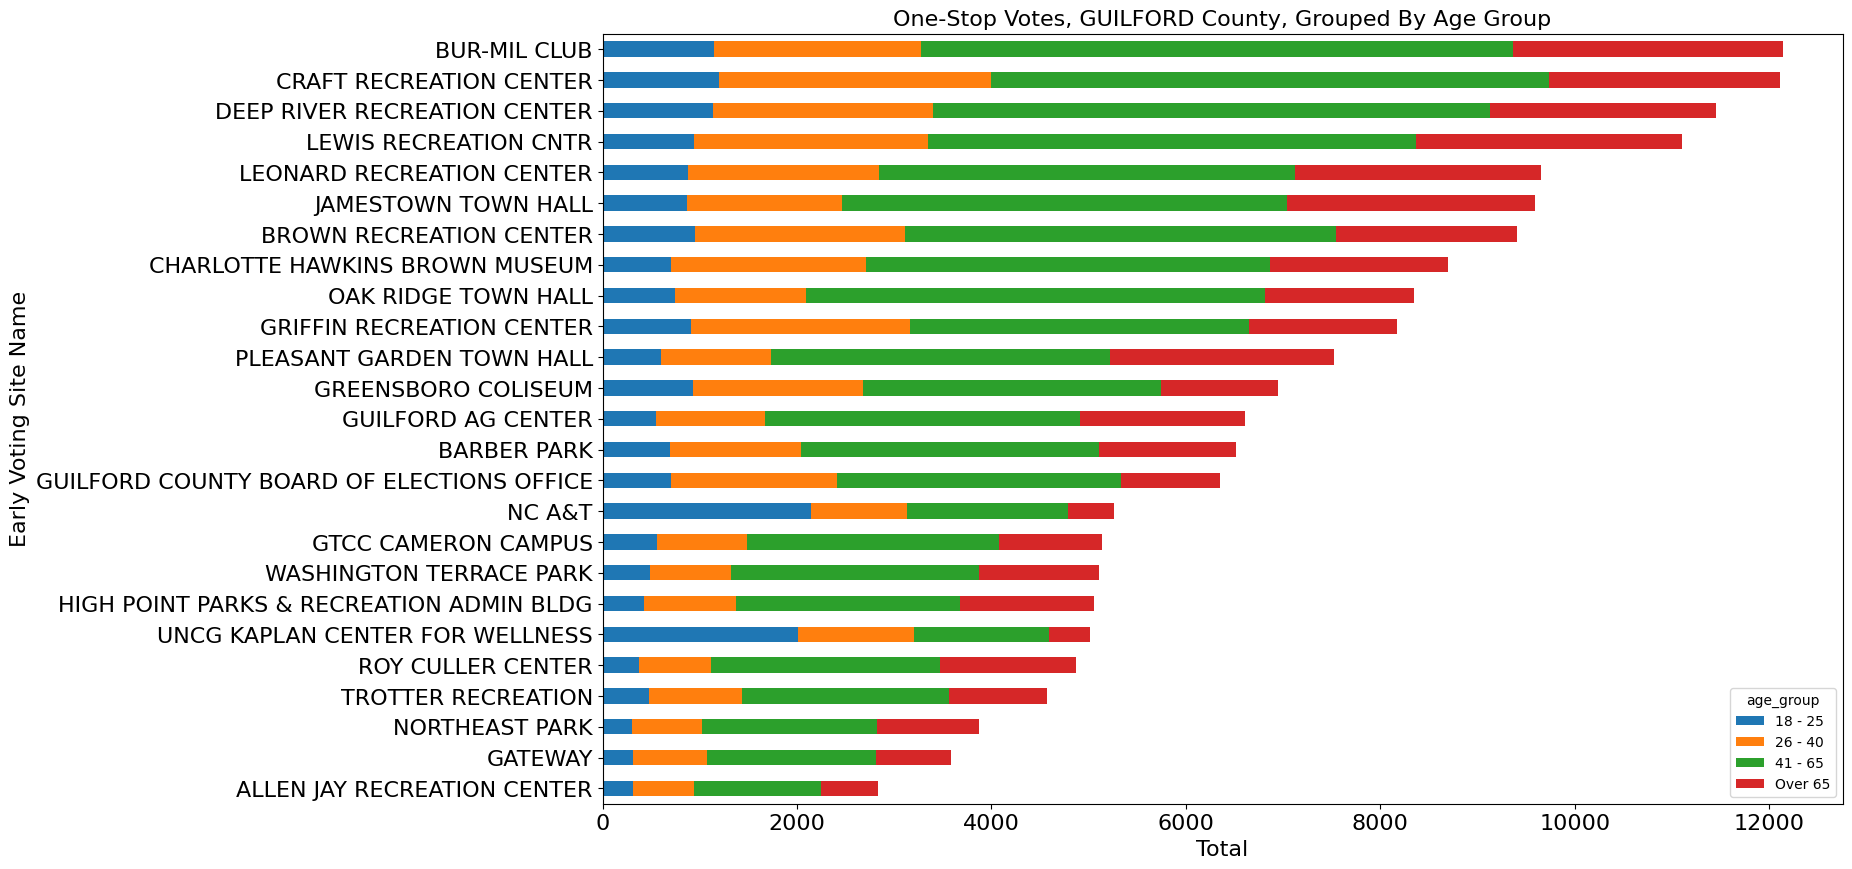 One-Stop Votes, GUILFORD County, Grouped By Age Group
Early Voting Site Name
BUR-MIL CLUB
CRAFT RECREATION CENTER
DEEP RIVER RECREATION CENTER
LEWIS RECREATION CNTR
LEONARD RECREATION CENTER
JAMESTOWN TOWN HALL
BROWN RECREATION CENTER
CHARLOTTE HAWKINS BROWN MUSEUM
OAK RIDGE TOWN HALL
GRIFFIN RECREATION CENTER
PLEASANT GARDEN TOWN HALL
GREENSBORO COLISEUM
GUILFORD AG CENTER
BARBER PARK
GUILFORD COUNTY BOARD OF ELECTIONS OFFICE
NC A&T
GTCC CAMERON CAMPUS
WASHINGTON TERRACE PARK
HIGH POINT PARKS & RECREATION ADMIN BLDG
UNCG KAPLAN CENTER FOR WELLNESS
ROY CULLER CENTER
TROTTER RECREATION
NORTHEAST PARK
GATEWAY
ALLEN JAY RECREATION CENTER
age_group
18 - 25
26 - 40
41 - 65
Over 65
0 2000 4000 6000 8000 10000 12000
Total